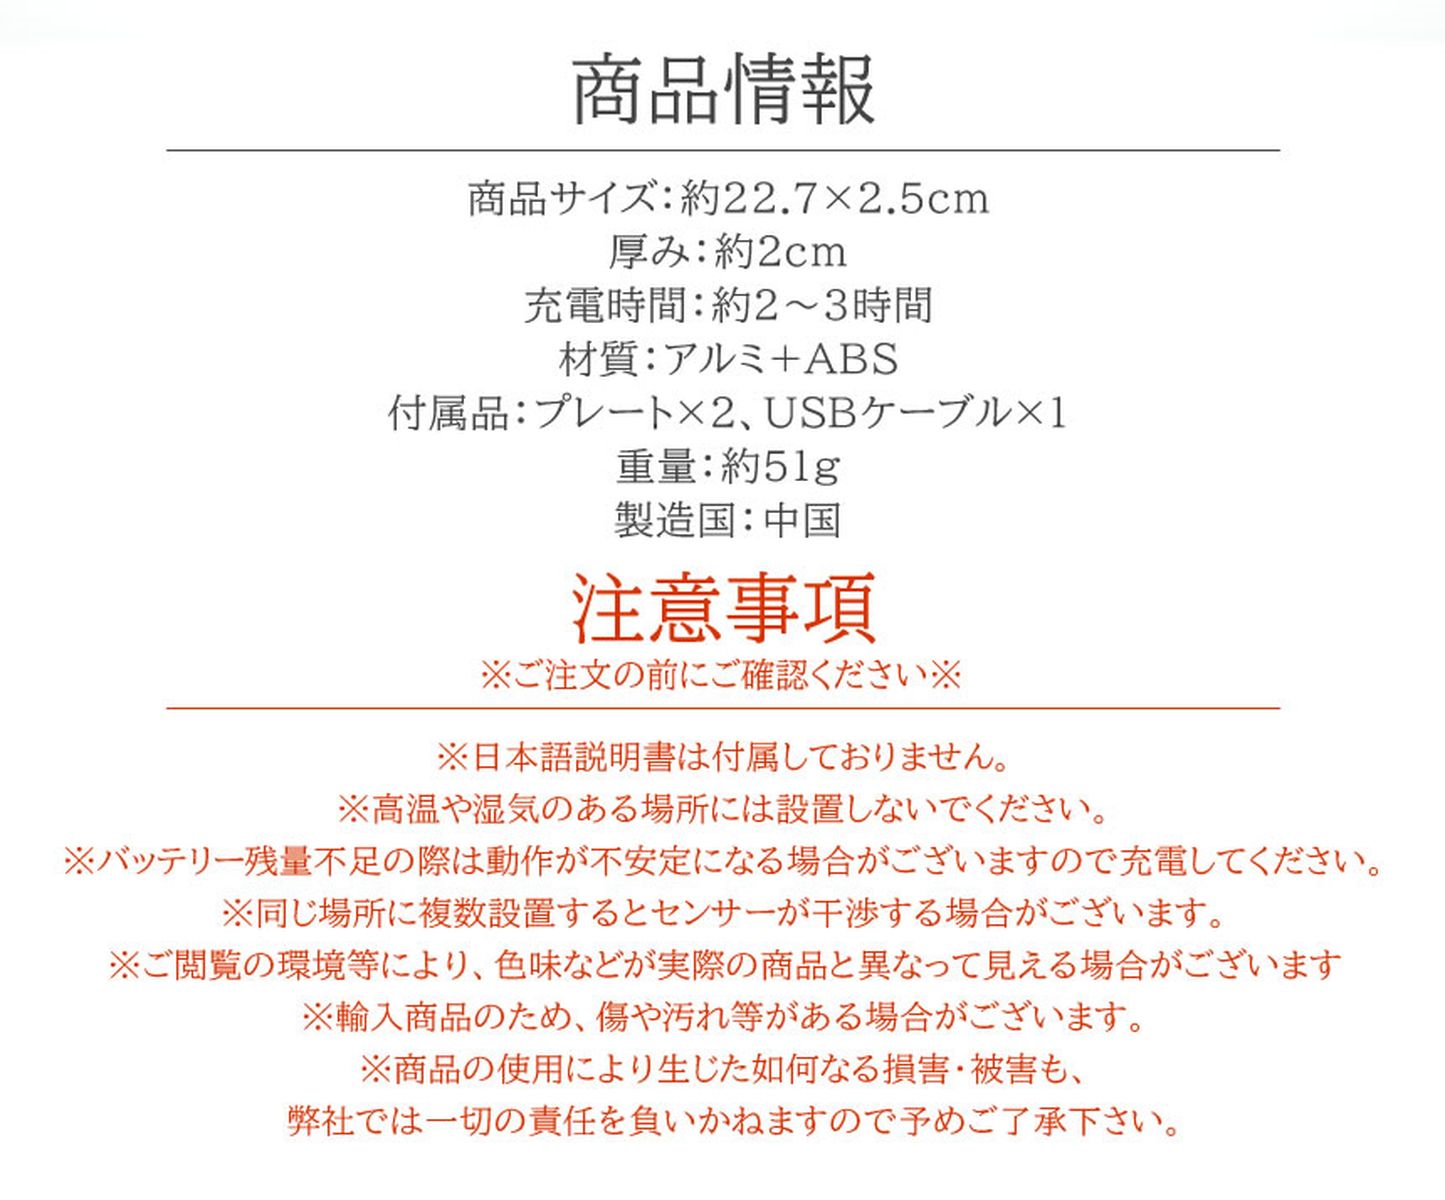 商品情報
商品サイズ：約22.7×2.5cm
厚み：約2cm
充電時間：約2～3時間
材質：アルミ＋ABS
付属品：プレート×2、USBケーブル×1
重量：約51g
製造国：中国
注意事項
※ご注文の前にご確認ください※
※日本語説明書は付属しておりません。
※高温や湿気のある場所には設置しないでください。
※バッテリー残量不足の際は動作が不安定になる場合がございますので充電してください。
※同じ場所に複数設置するとセンサーが干渉する場合がございます。
※ご閲覧の環境等により、色味などが実際の商品と異なって見える場合がございます
※輸入商品のため、傷や汚れ等がある場合がございます。
※商品の使用により生じた如何なる損害・被害も、
弊社では一切の責任を負いかねますので予めご了承下さい。